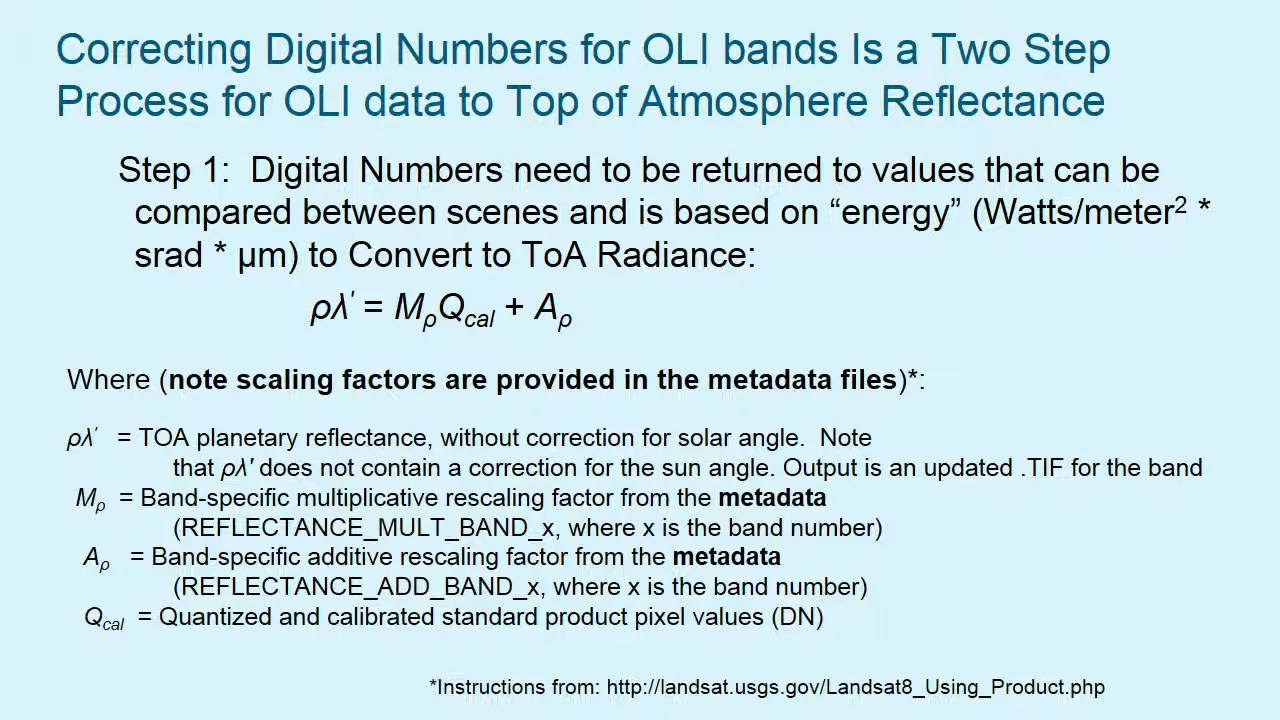 Correcting Digital Numbers for OLI bands Is a Two Step
Process for OLI data to Top of Atmosphere Reflectance
Step 1:  Digital Numbers need to be returned to values that can be
compared between scenes and is based on “energy” (Watts/meter² *
srad * μm) to Convert to ToA Radiance:
ρλ' = MρQcal + Aρ
Where (note scaling factors are provided in the metadata files)*:
ρλ' = TOA planetary reflectance, without correction for solar angle.  Note
that ρλ' does not contain a correction for the sun angle. Output is an updated .TIF for the band
Mρ = Band-specific multiplicative rescaling factor from the metadata
(REFLECTANCE_MULT_BAND_x, where x is the band number)
Aρ = Band-specific additive rescaling factor from the metadata
(REFLECTANCE_ADD_BAND_x, where x is the band number)
Qcal = Quantized and calibrated standard product pixel values (DN)
*Instructions from: http://landsat.usgs.gov/Landsat8_Using_Product.php